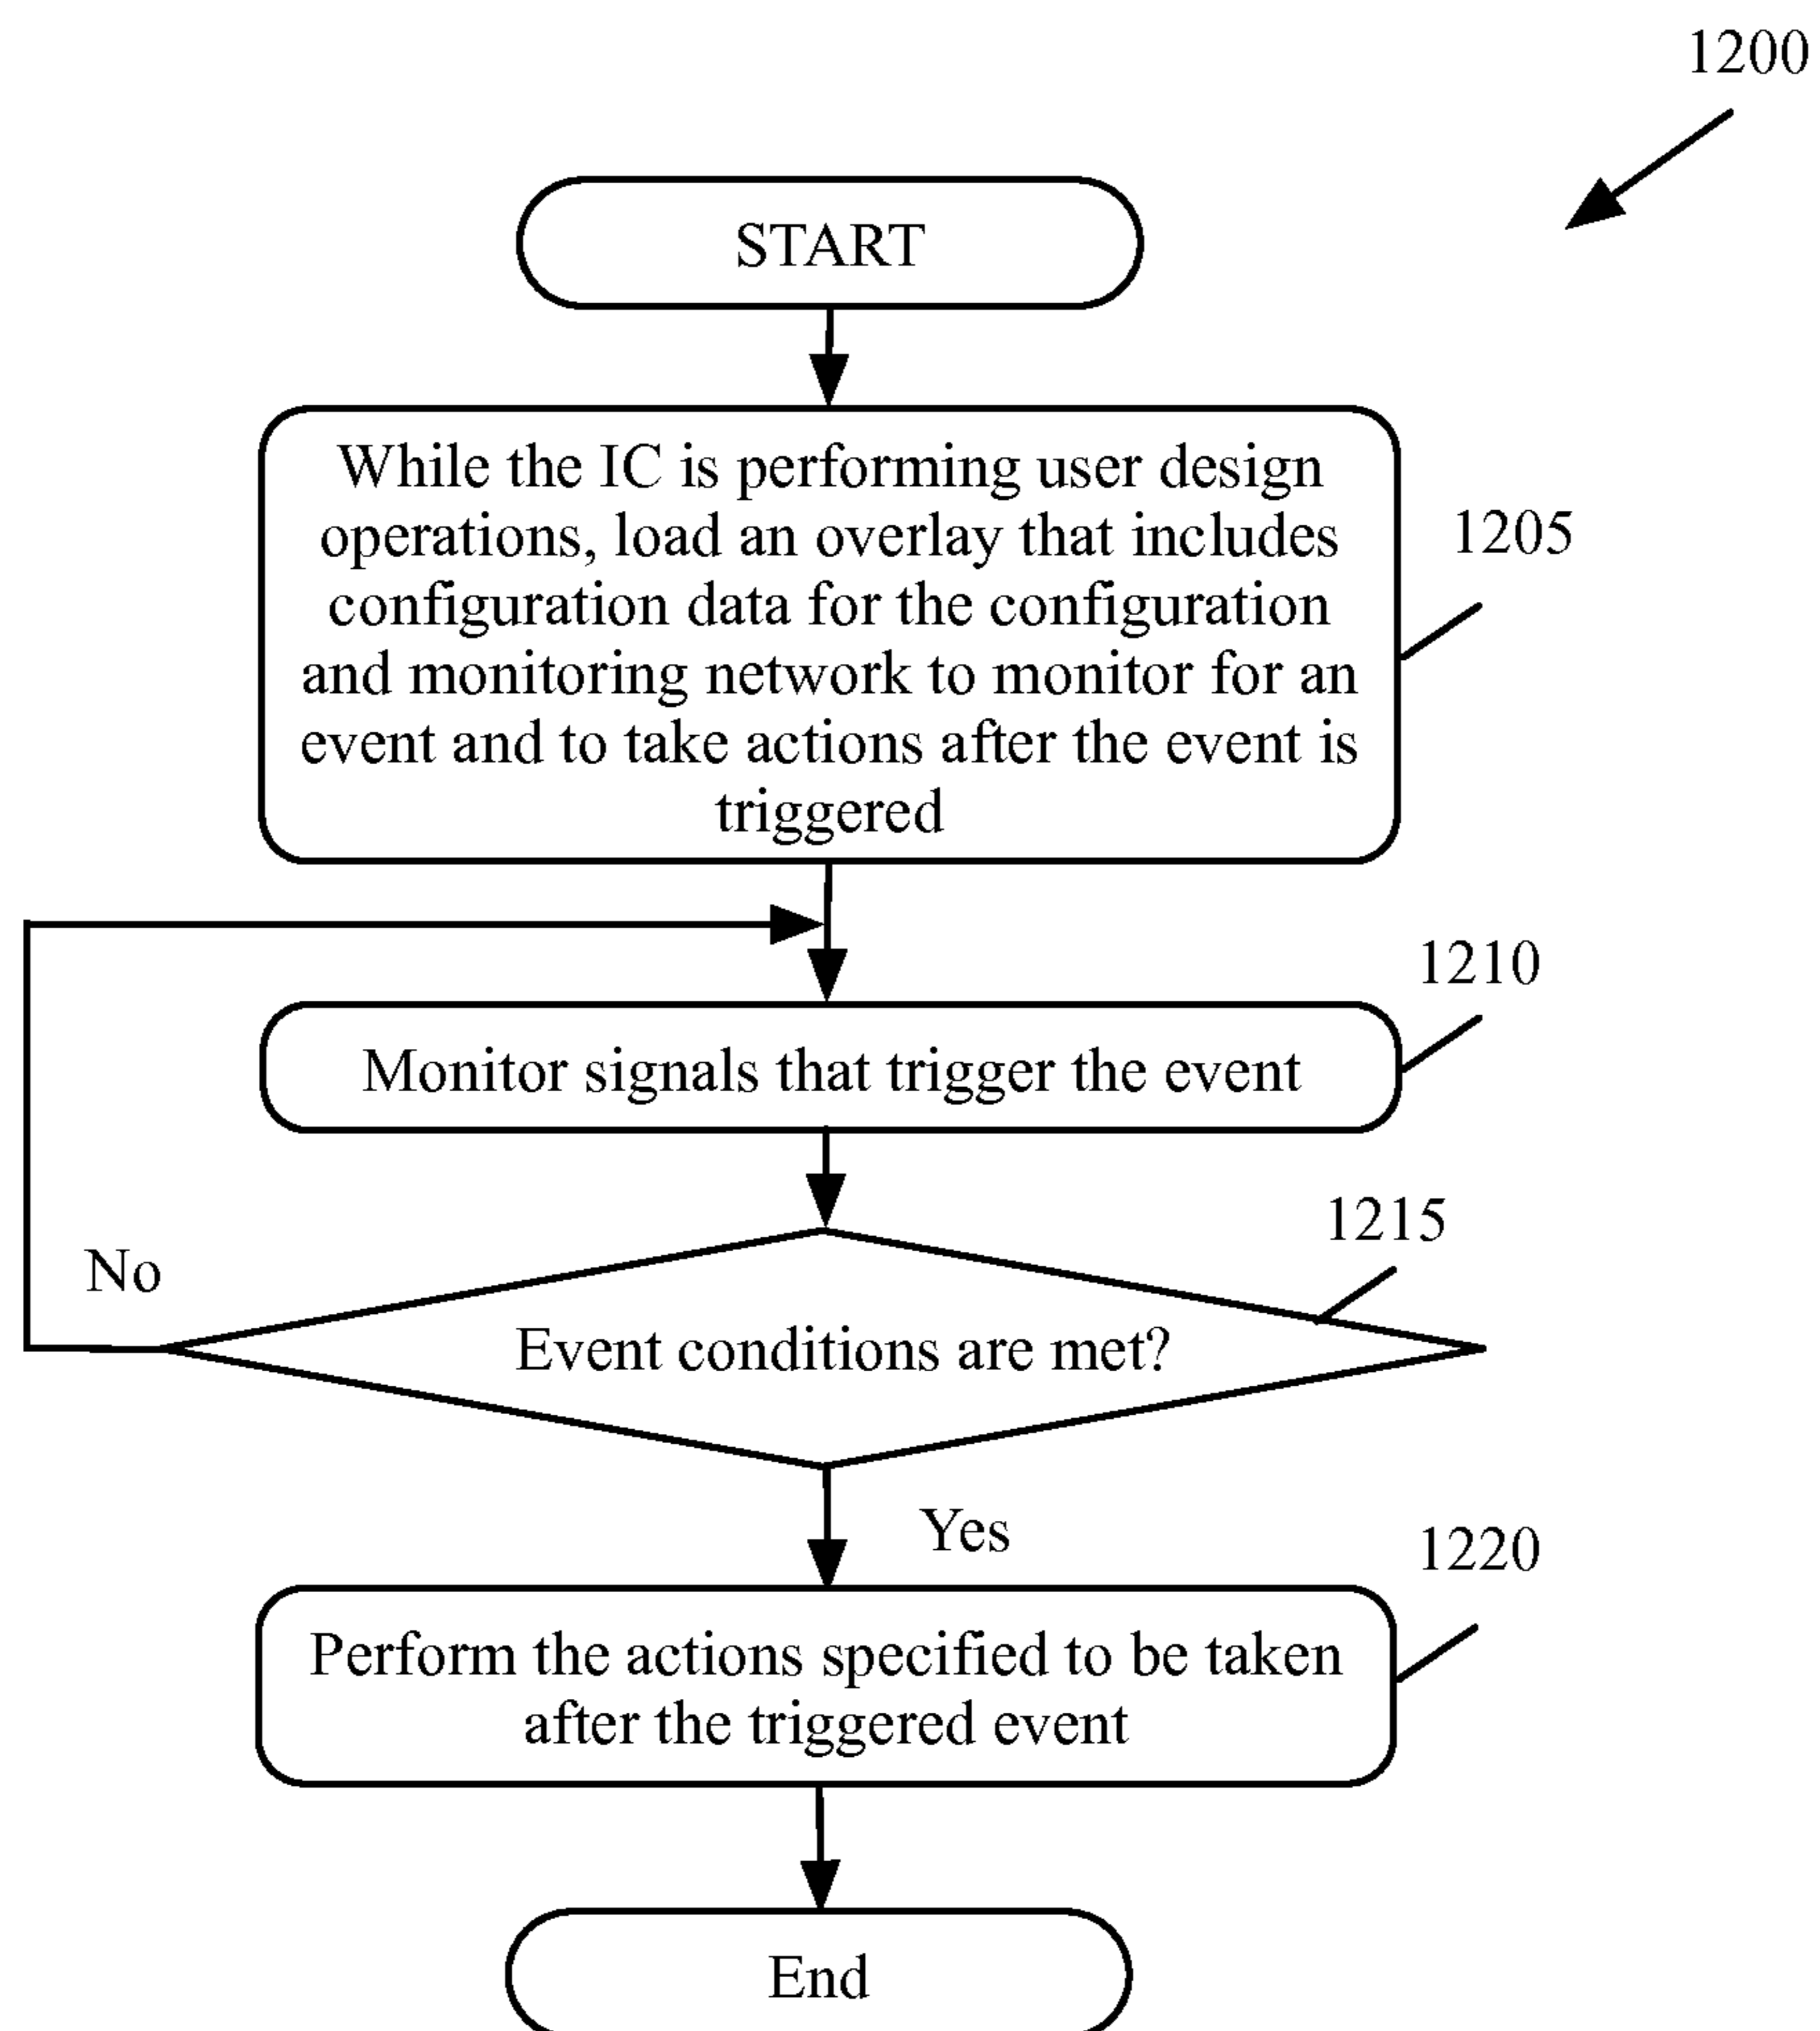 1200
START
While the IC is performing user design
operations, load an overlay that includes
configuration data for the configuration
and monitoring network to monitor for an
event and to take actions after the event is
triggered
1205
1210
Monitor signals that trigger the event
1215
No
Event conditions are met?
Yes
1220
Perform the actions specified to be taken
after the triggered event
End